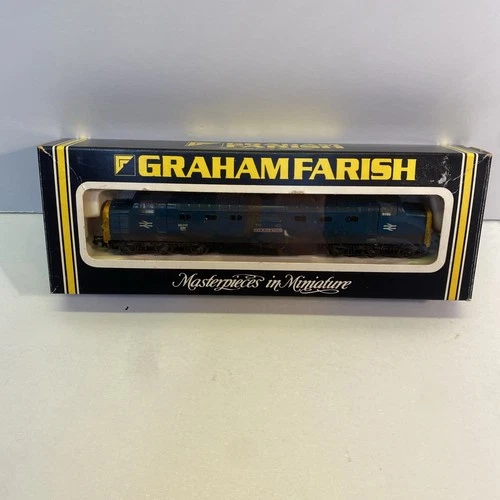 GRAHAM FARISH
Masterpieces in Miniature